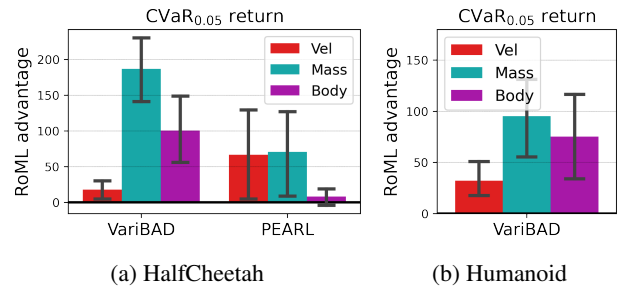 CVaR0.05 return
RoML advantage
200
150
100
50
0
Vel
Mass
Body
VariBAD
PEARL
(a) HalfCheetah
CVaR0.05 return
RoML advantage
150
100
50
0
Vel
Mass
Body
VariBAD
(b) Humanoid